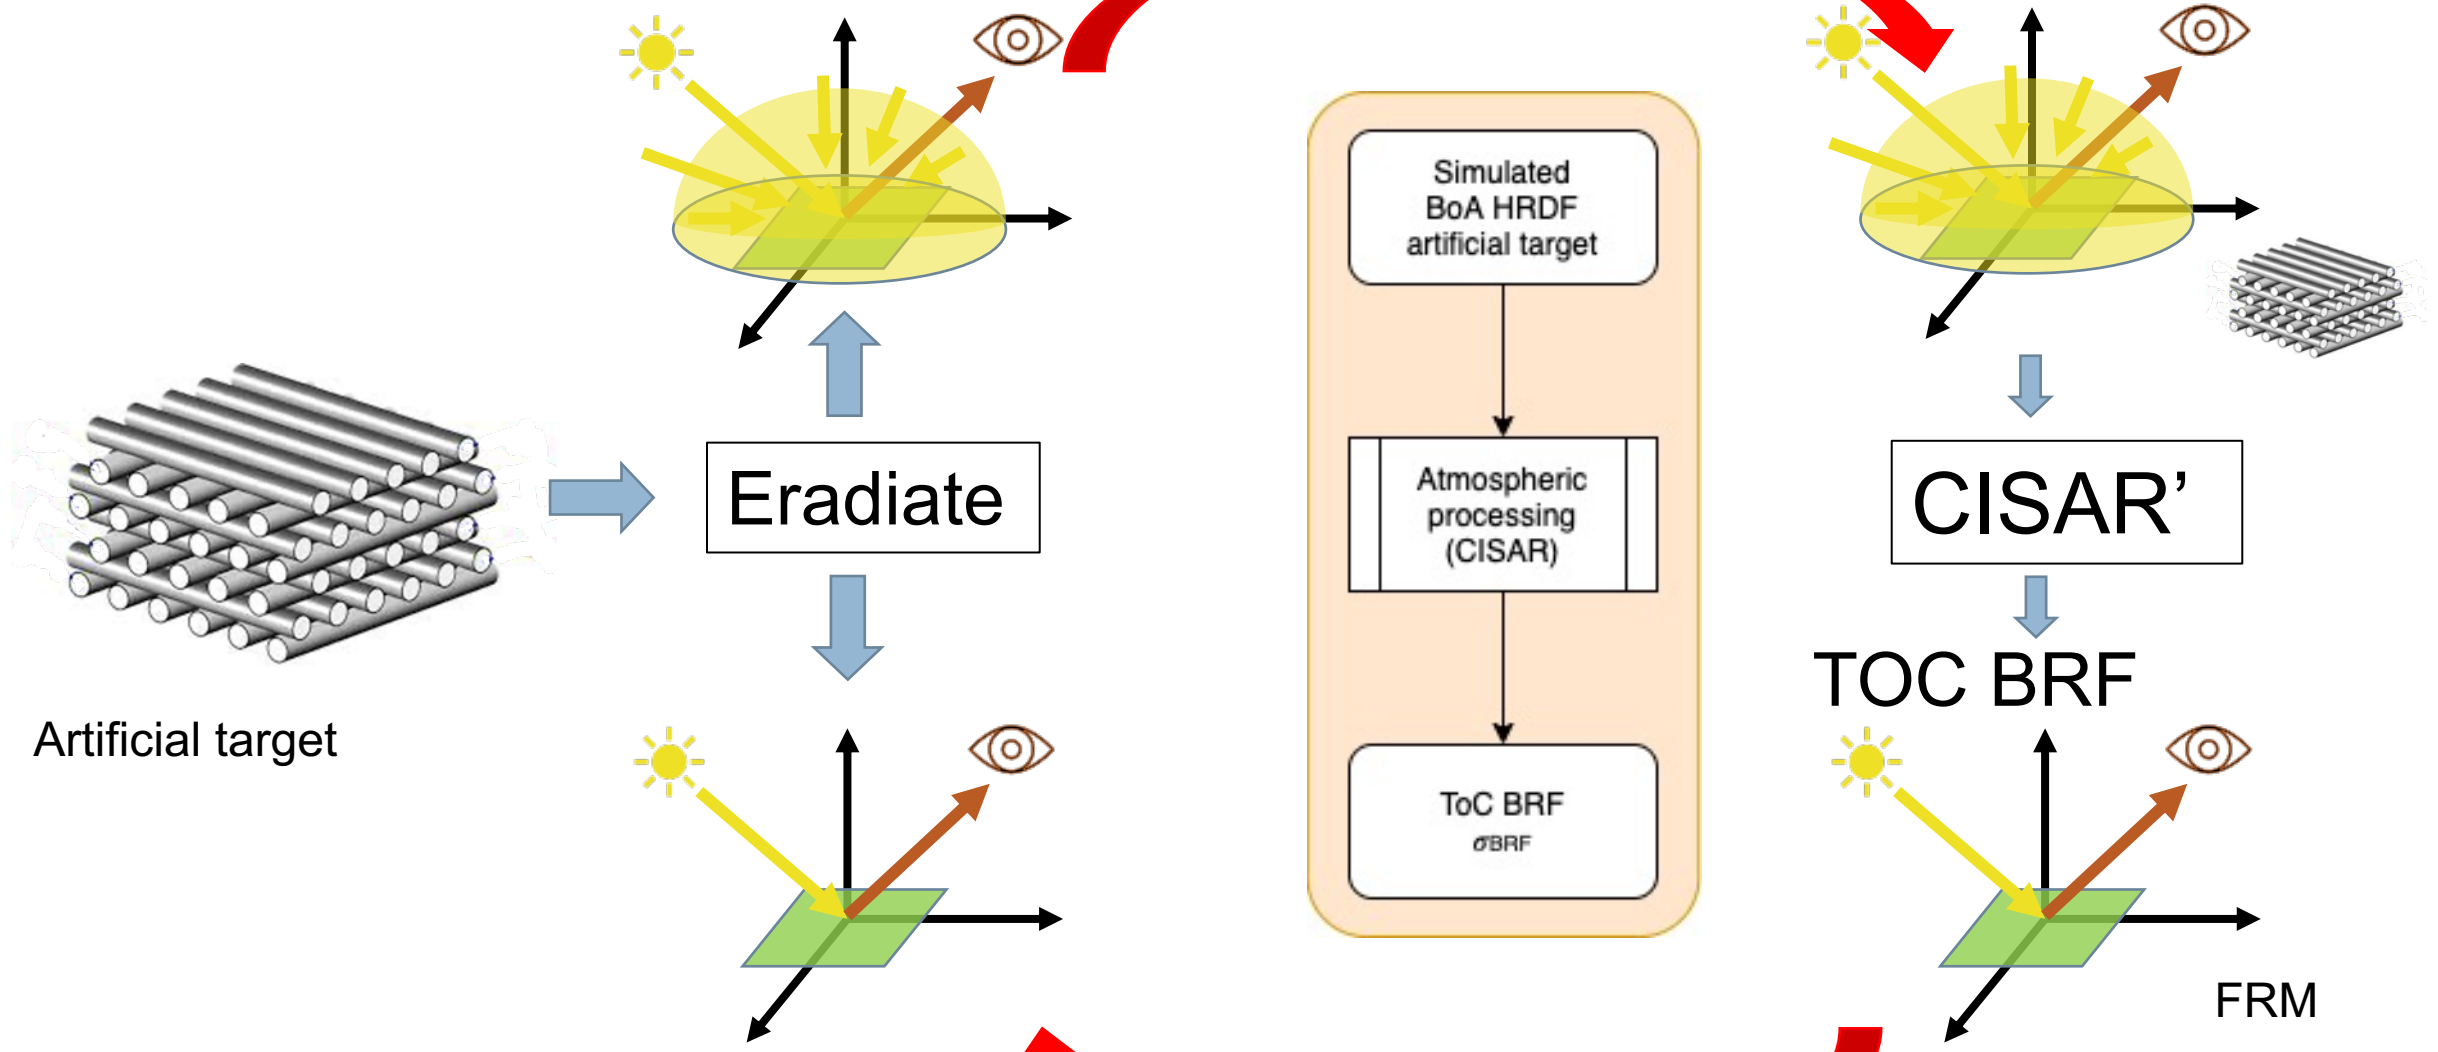 Artificial target
Eradiate
Simulated
BoA HRDF
artificial target
Atmospheric
processing
(CISAR)
ToC BRF
σBRF
CISAR’
TOC BRF
FRM